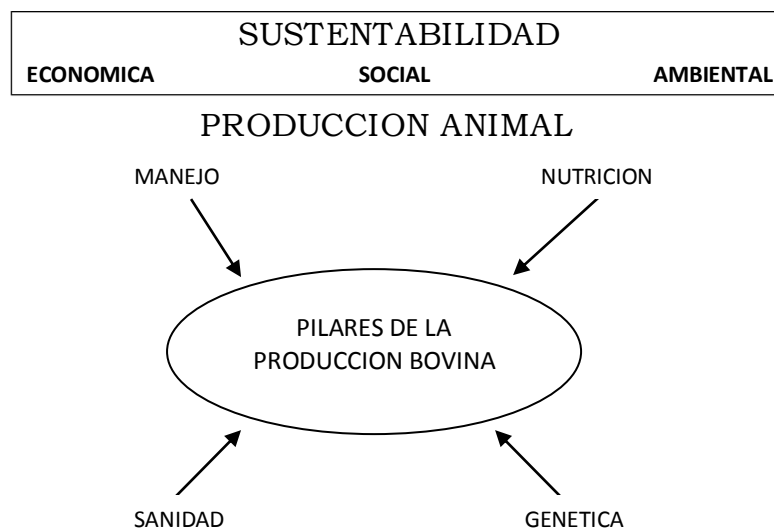 SUSTENTABILIDAD
ECONOMICA SOCIAL AMBIENTAL
PRODUCCION ANIMAL
MANEJO NUTRICION
PILARES DE LA
PRODUCCION BOVINA
SANIDAD GENETICA